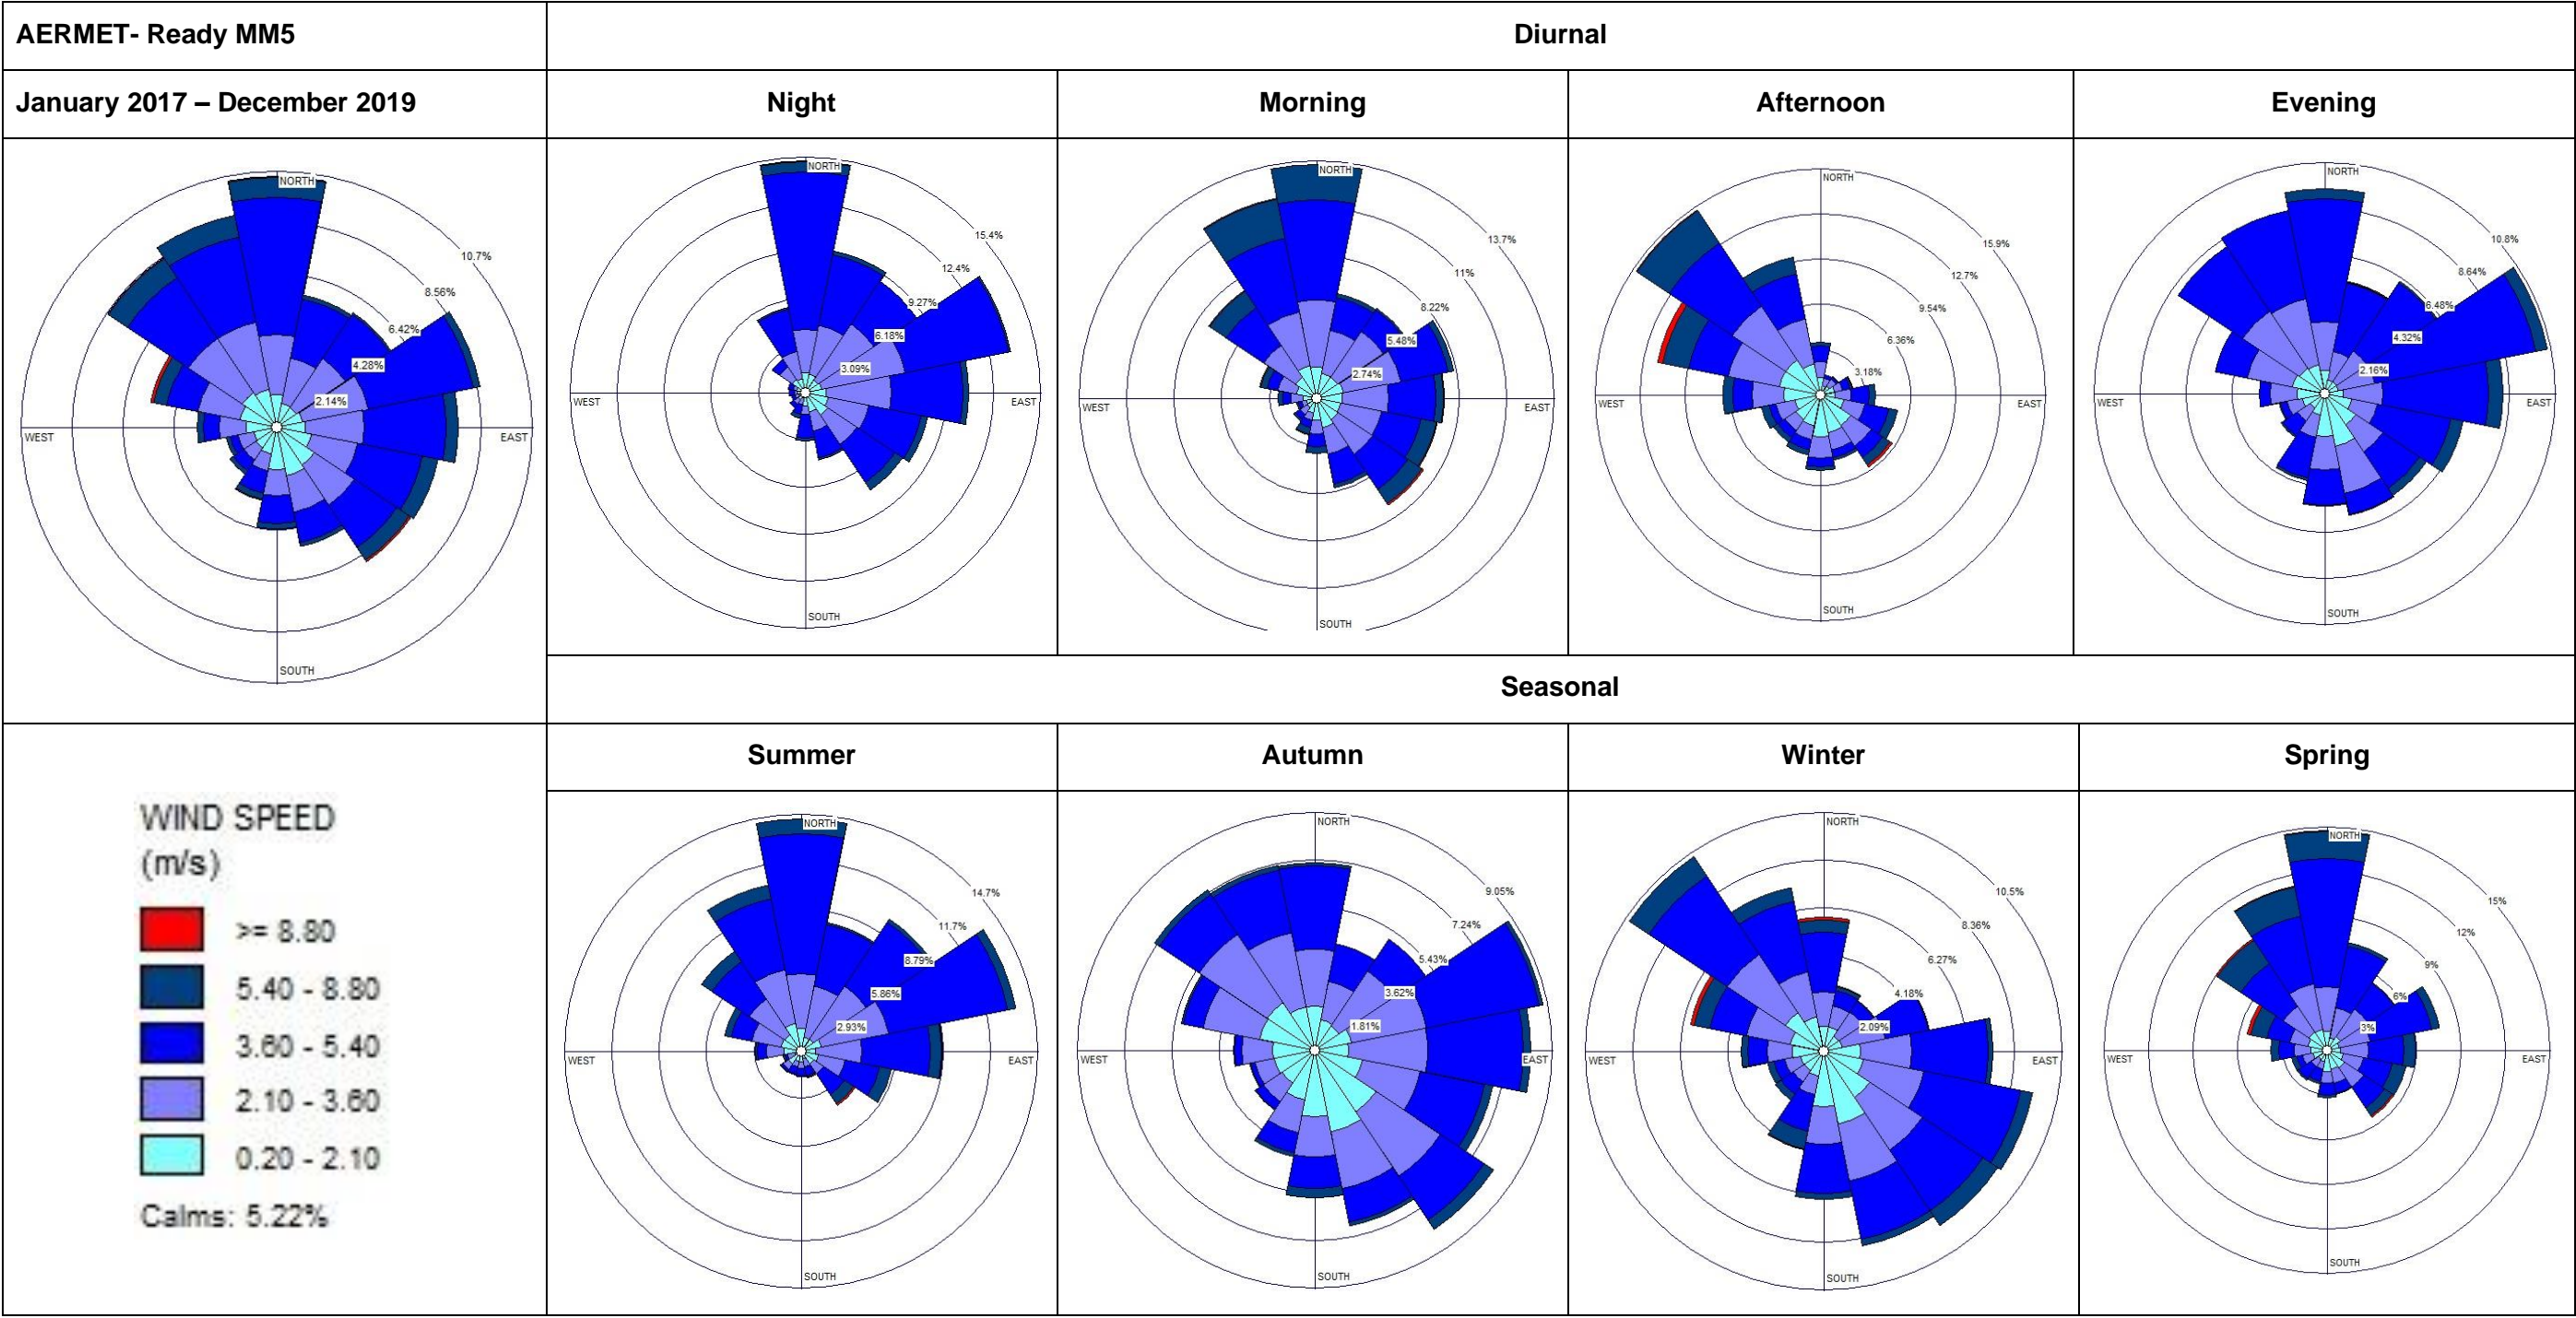 AERMET- Ready MM5
Diurnal
January 2017 – December 2019
Night
Morning
Afternoon
Evening
NORTH
10.7%
8.56%
6.42%
4.28%
2.14%
WEST
EAST
SOUTH
NORTH
15.4%
12.4%
9.27%
6.18%
3.09%
WEST
EAST
SOUTH
NORTH
13.7%
11%
8.22%
5.48%
2.74%
WEST
EAST
SOUTH
NORTH
15.9%
12.7%
9.54%
6.36%
3.18%
WEST
EAST
SOUTH
NORTH
10.8%
8.64%
6.48%
4.32%
2.16%
WEST
EAST
SOUTH
Seasonal
Summer
Autumn
Winter
Spring
WIND SPEED
(m/s)
>= 8.80
5.40 - 8.80
3.60 - 5.40
2.10 - 3.60
0.20 - 2.10
Calms: 5.22%
NORTH
14.7%
11.7%
8.79%
5.86%
2.93%
WEST
EAST
SOUTH
NORTH
9.05%
7.24%
5.43%
3.62%
1.81%
WEST
EAST
SOUTH
NORTH
10.5%
8.36%
6.27%
4.18%
2.09%
WEST
EAST
SOUTH
NORTH
15%
12%
9%
6%
3%
WEST
EAST
SOUTH